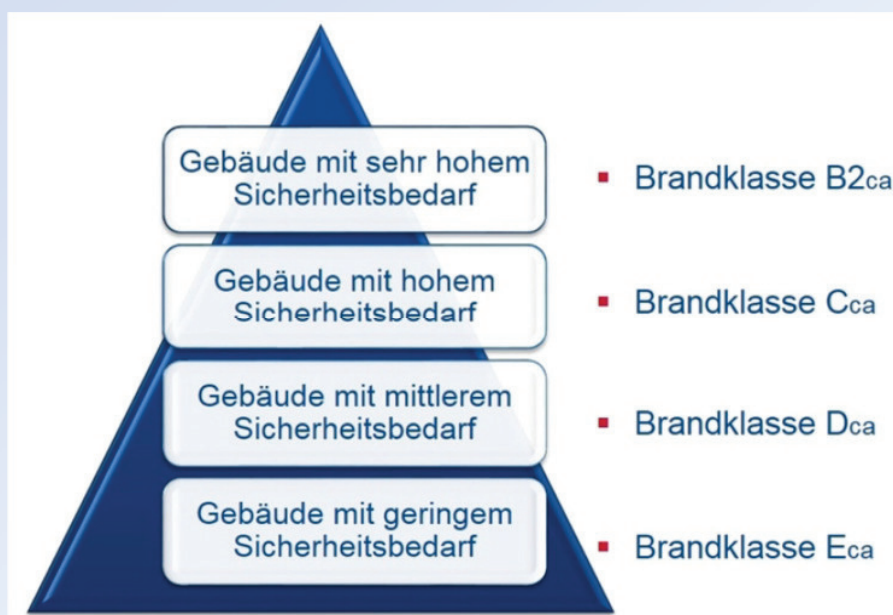 Gebäude mit sehr hohem
Sicherheitsbedarf
▪ Brandklasse B2ca
Gebäude mit hohem
Sicherheitsbedarf
▪ Brandklasse Cca
Gebäude mit mittlerem
Sicherheitsbedarf
▪ Brandklasse Dca
Gebäude mit geringem
Sicherheitsbedarf
▪ Brandklasse Eca